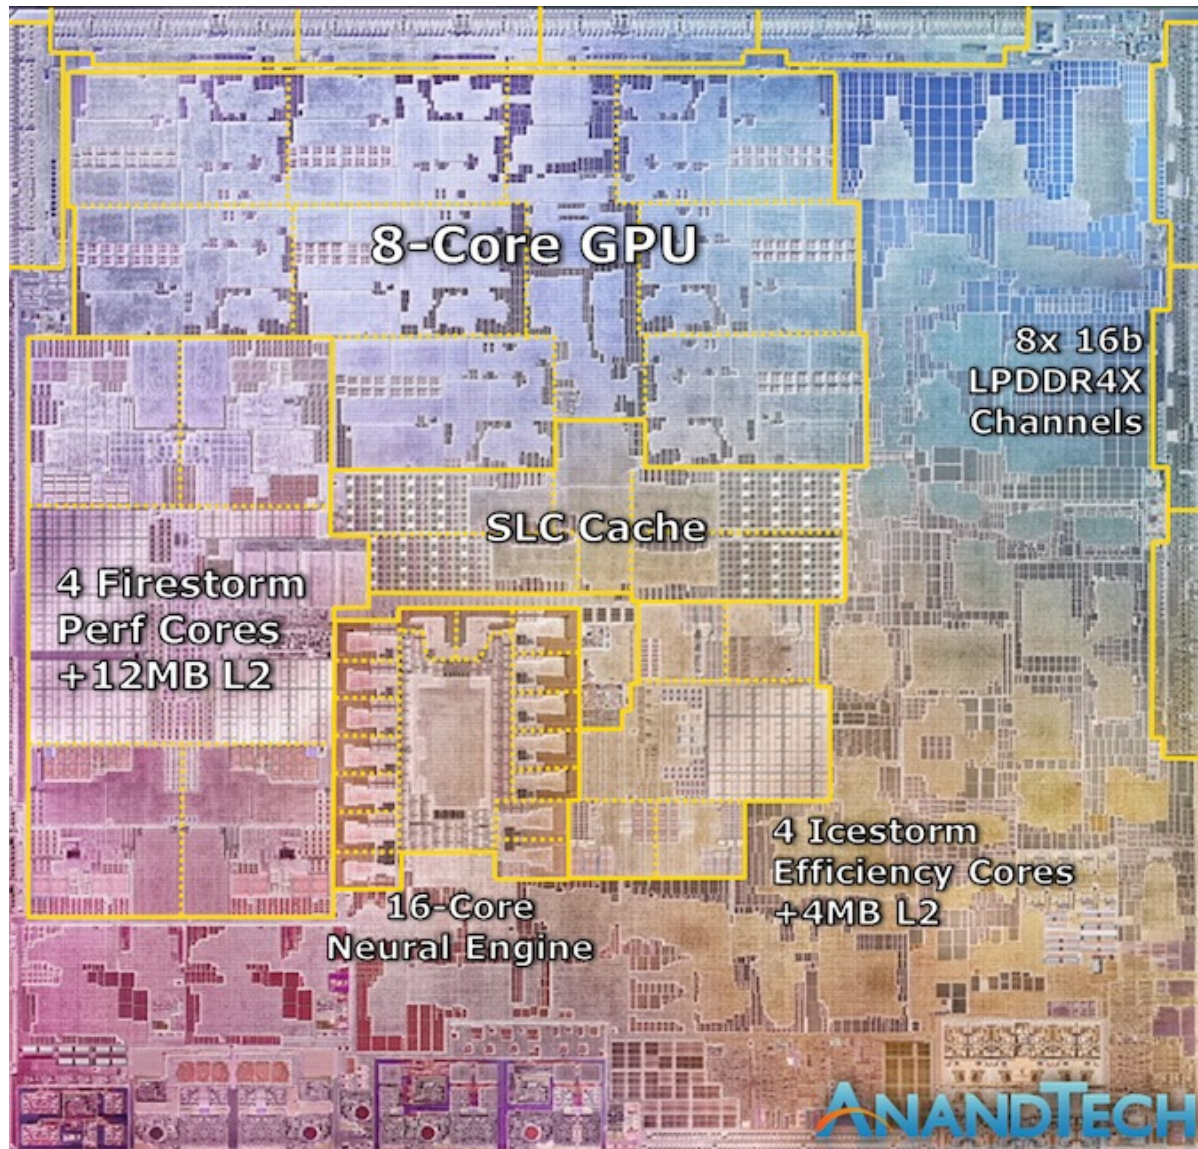 8-Core GPU
8x 16b
LPDDR4X
Channels
SLC Cache
4 Firestorm
Perf Cores
+12MB L2
4 Icestorm
Efficiency Cores
+4MB L2
16-Core
Neural Engine
ANANDTECH